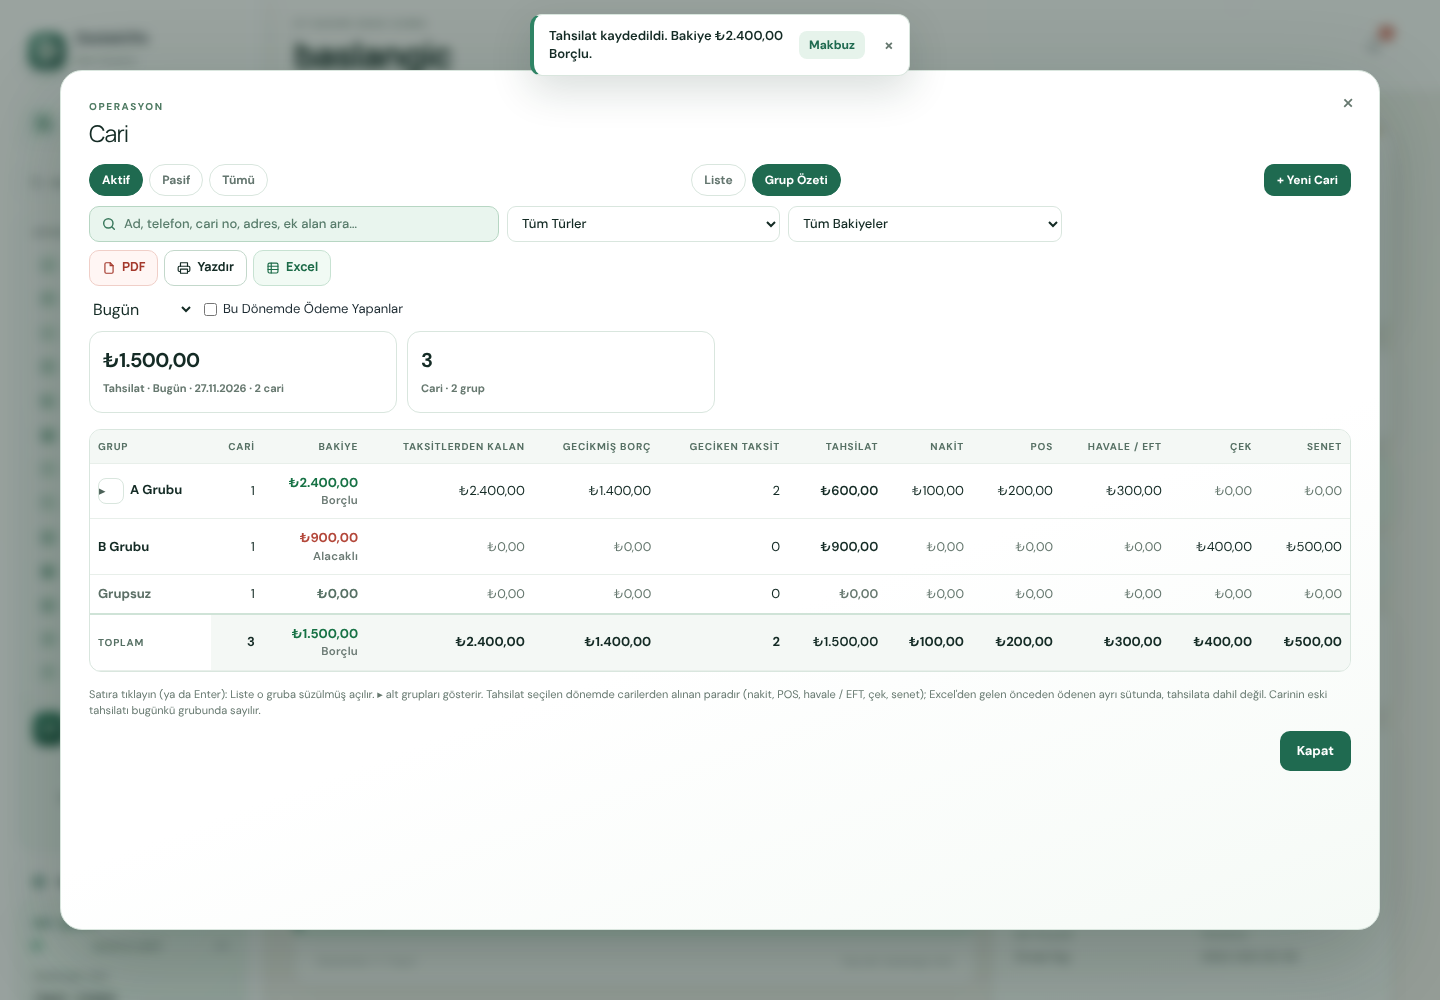 Tahsilat kaydedildi. Bakiye ₺2.400,00
Borçlu.
Makbuz
×
baslangic
OPERASYON
×
Cari
Aktif Pasif Tümü Liste Grup Özeti + Yeni Cari
Ad, telefon, cari no, adres, ek alan ara... Tüm Türler Tüm Bakiyeler
PDF Yazdır Excel
Bugün Bu Dönemde Ödeme Yapanlar
₺1.500,00
Tahsilat · Bugün · 27.11.2026 · 2 cari
3
Cari · 2 grup
GRUP CARİ BAKİYE TAKSİTLERDEN KALAN GECİKMİŞ BORÇ GECİKEN TAKSİT TAHSİLAT NAKİT POS HAVALE / EFT ÇEK SENET
▸ A Grubu 1 ₺2.400,00 Borçlu ₺2.400,00 ₺1.400,00 2 ₺600,00 ₺100,00 ₺200,00 ₺300,00 ₺0,00 ₺0,00
B Grubu 1 ₺900,00 Alacaklı ₺0,00 ₺0,00 0 ₺900,00 ₺0,00 ₺0,00 ₺0,00 ₺400,00 ₺500,00
Grupsuz 1 ₺0,00 ₺0,00 ₺0,00 0 ₺0,00 ₺0,00 ₺0,00 ₺0,00 ₺0,00 ₺0,00
TOPLAM 3 ₺1.500,00 Borçlu ₺2.400,00 ₺1.400,00 2 ₺1.500,00 ₺100,00 ₺200,00 ₺300,00 ₺400,00 ₺500,00
Satıra tıklayın (ya da Enter): Liste o gruba süzülmüş açılır. ▸ alt grupları gösterir. Tahsilat seçilen dönemde carilerden alınan paradır (nakit, POS, havale / EFT, çek, senet); Excel'den gelen önceden ödenen ayrı sütunda, tahsilata dahil değil. Carinin eski
tahsilatı bugünkü grubunda sayılır.
Kapat